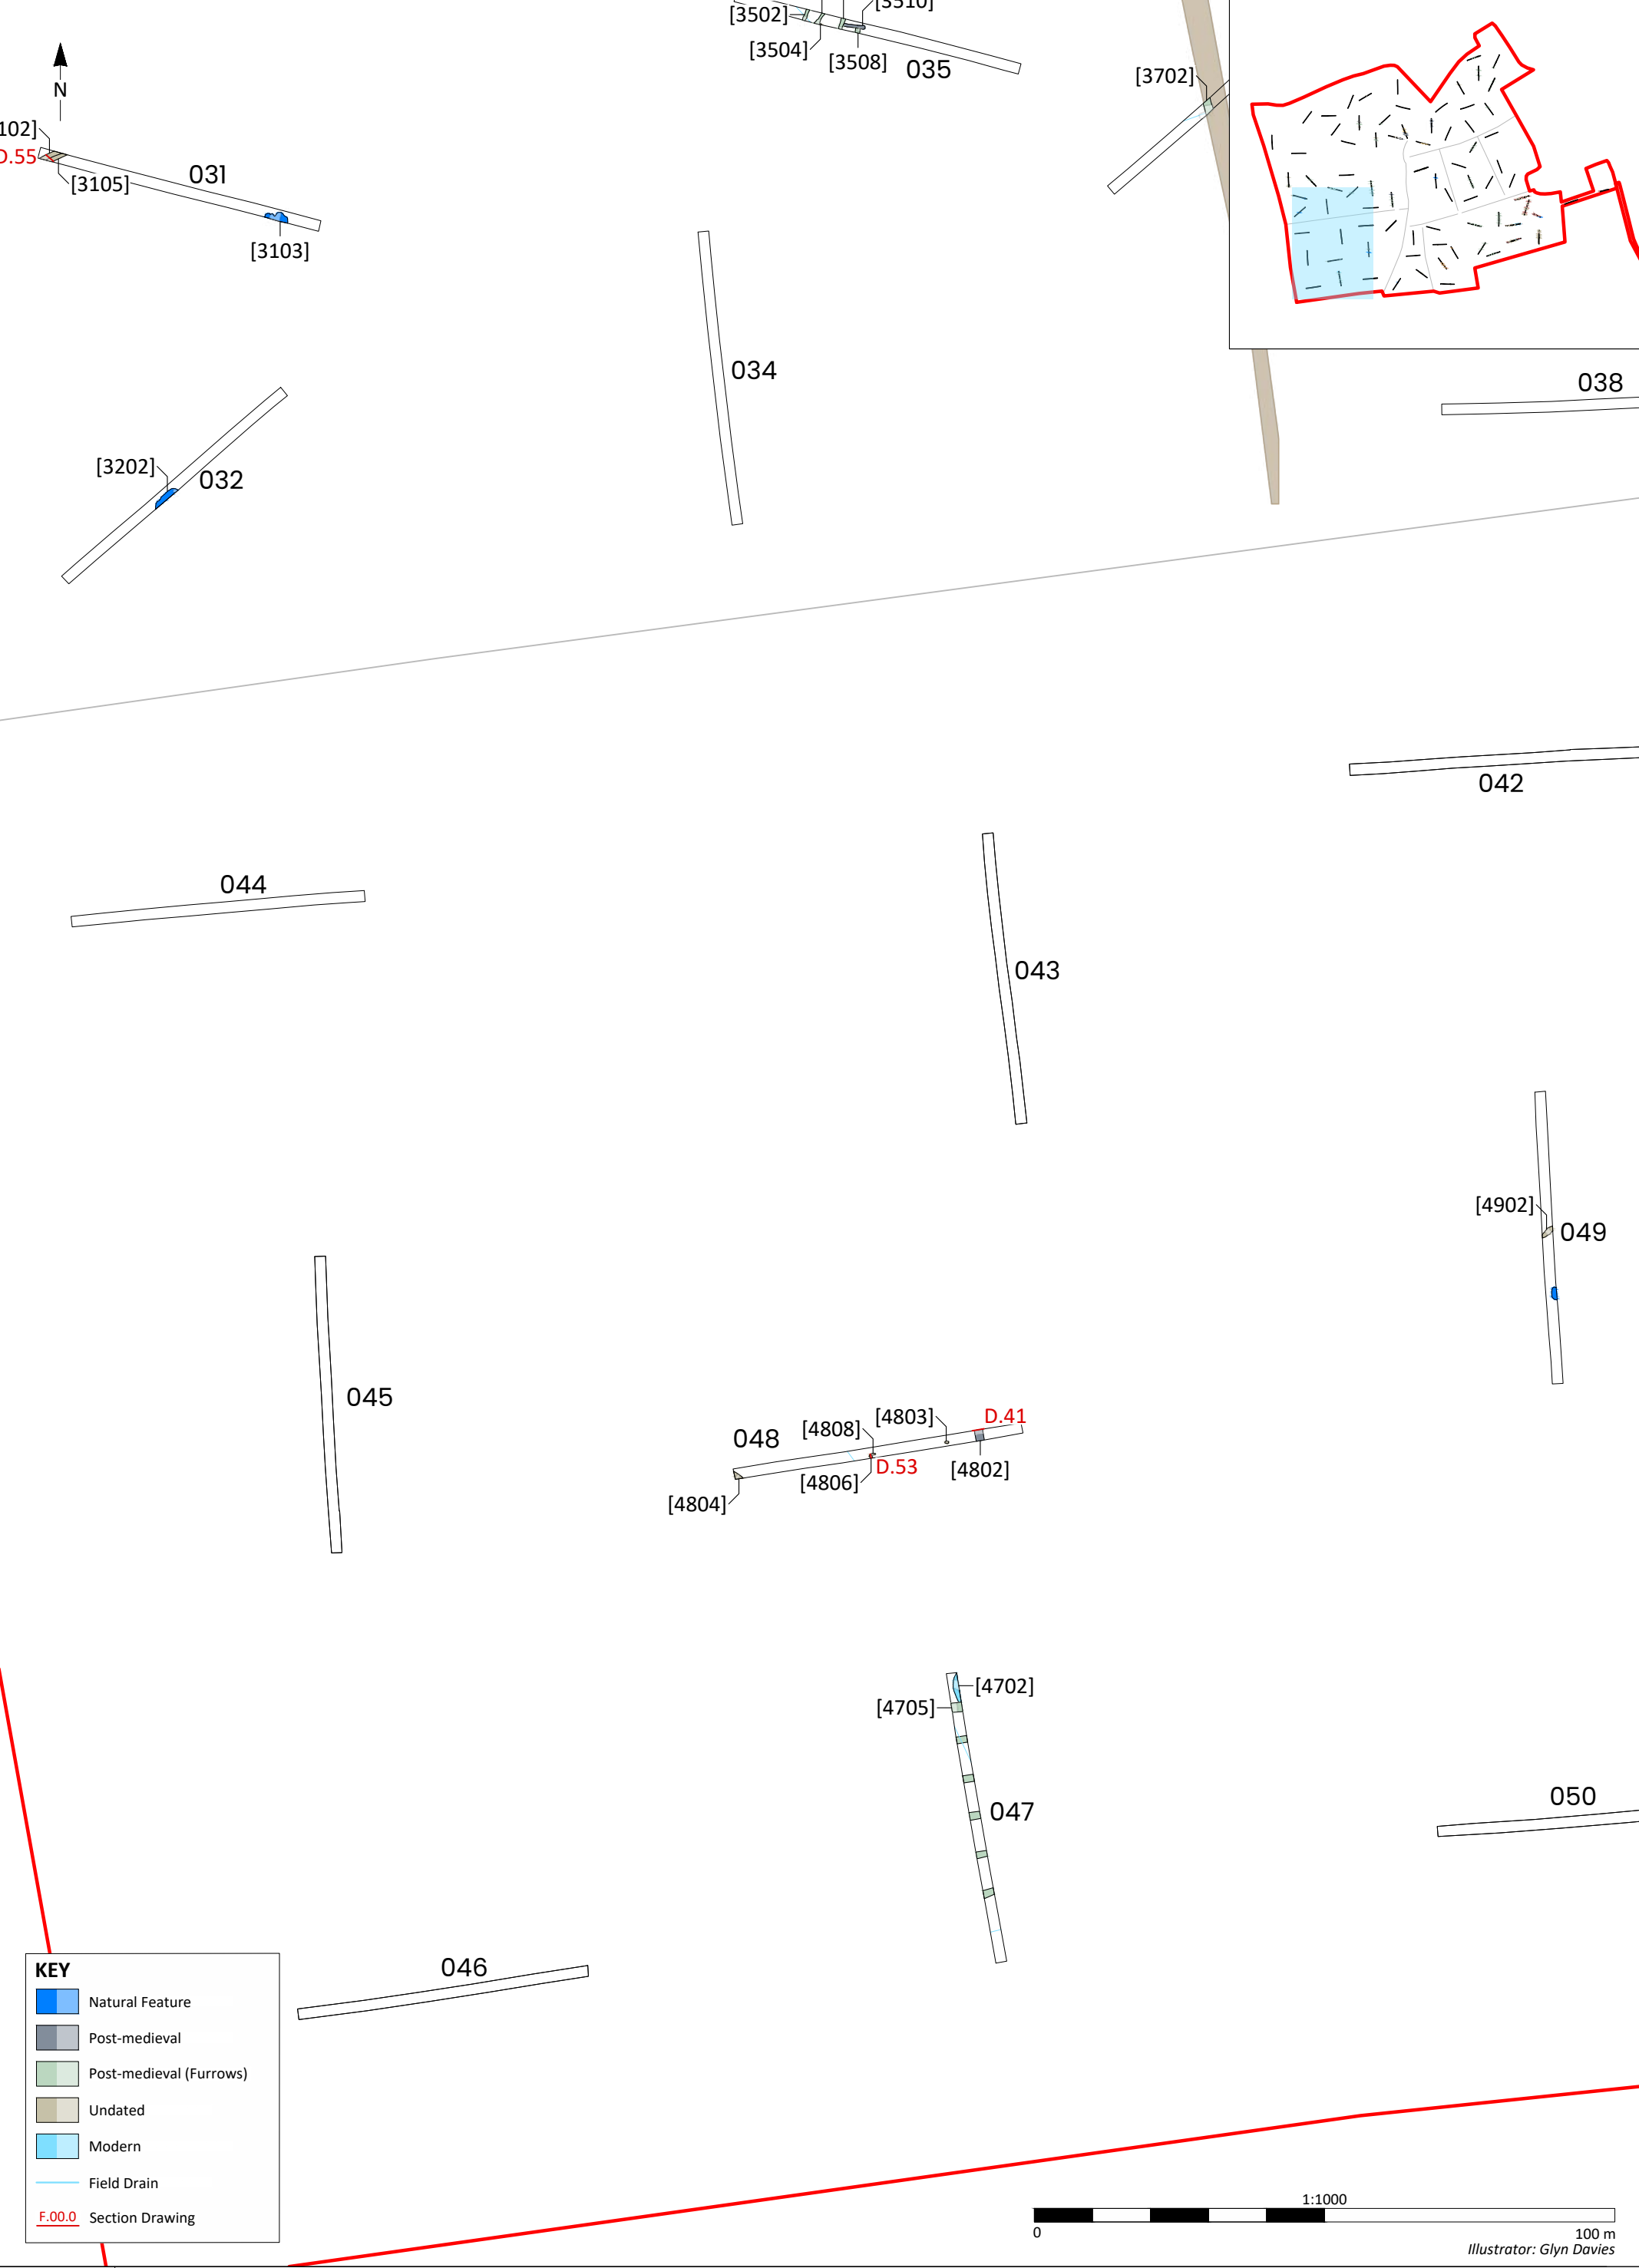 [3510]
[3502]
[3504]
[3508]
035
[3702]
N
102]
D.55
031
[3105]
[3103]
034
038
[3202]
032
042
044
043
[4902]
049
045
048
[4808]
[4803]
D.41
D.53
[4802]
[4806]
[4804]
[4702]
[4705]
047
050
046
KEY
Natural Feature
Post-medieval
Post-medieval (Furrows)
Undated
Modern
Field Drain
F.00.0 Section Drawing
1:1000
0
100 m
Illustrator: Glyn Davies